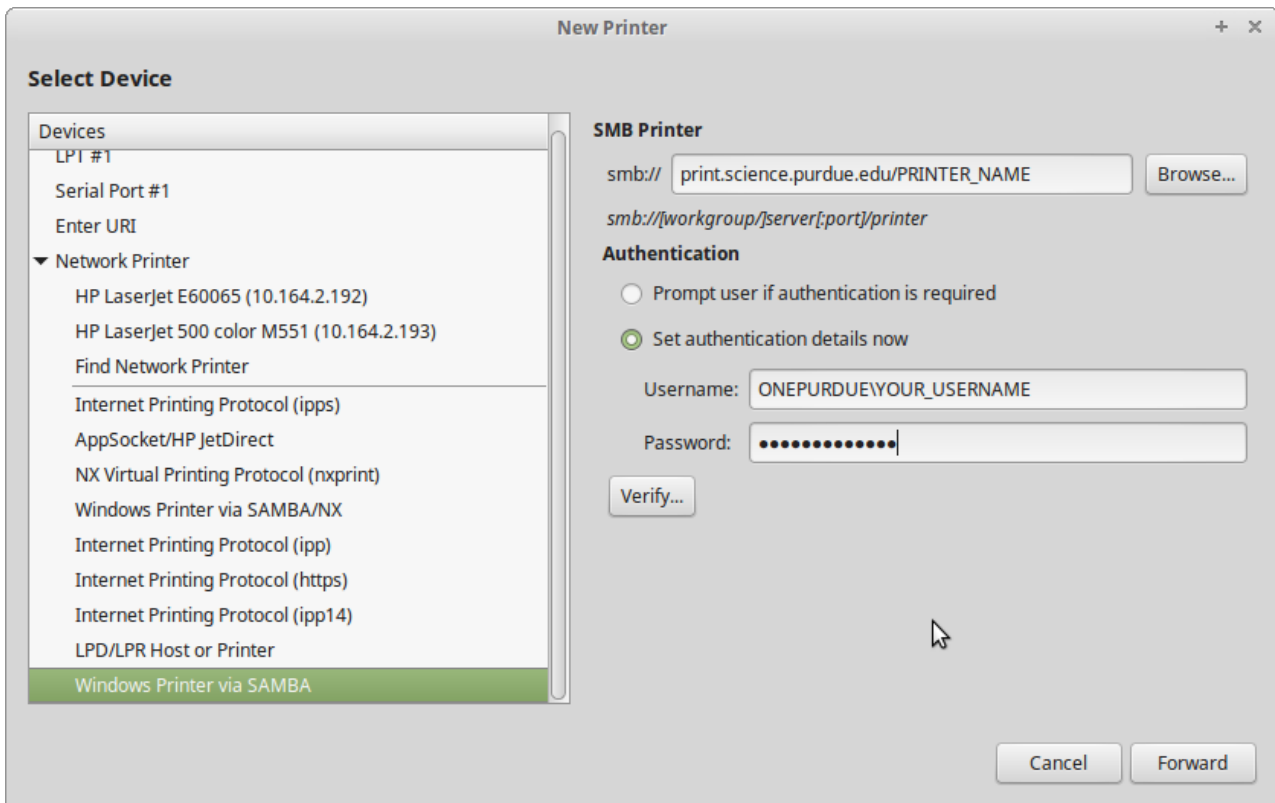 New Printer
Select Device
Devices
LPT #1
Serial Port #1
Enter URI
Network Printer
HP LaserJet E60065 (10.164.2.192)
HP LaserJet 500 color M551 (10.164.2.193)
Find Network Printer
Internet Printing Protocol (ipps)
AppSocket/HP JetDirect
NX Virtual Printing Protocol (nxprint)
Windows Printer via SAMBA/NX
Internet Printing Protocol (ipp)
Internet Printing Protocol (https)
Internet Printing Protocol (ipp14)
LPD/LPR Host or Printer
Windows Printer via SAMBA
SMB Printer
smb:// print.science.purdue.edu/PRINTER_NAME Browse...
smb://[workgroup/]server[:port]/printer
Authentication
Prompt user if authentication is required
Set authentication details now
Username: ONEPURDUE\YOUR_USERNAME
Password: •••••••••••••
Verify...
Cancel Forward